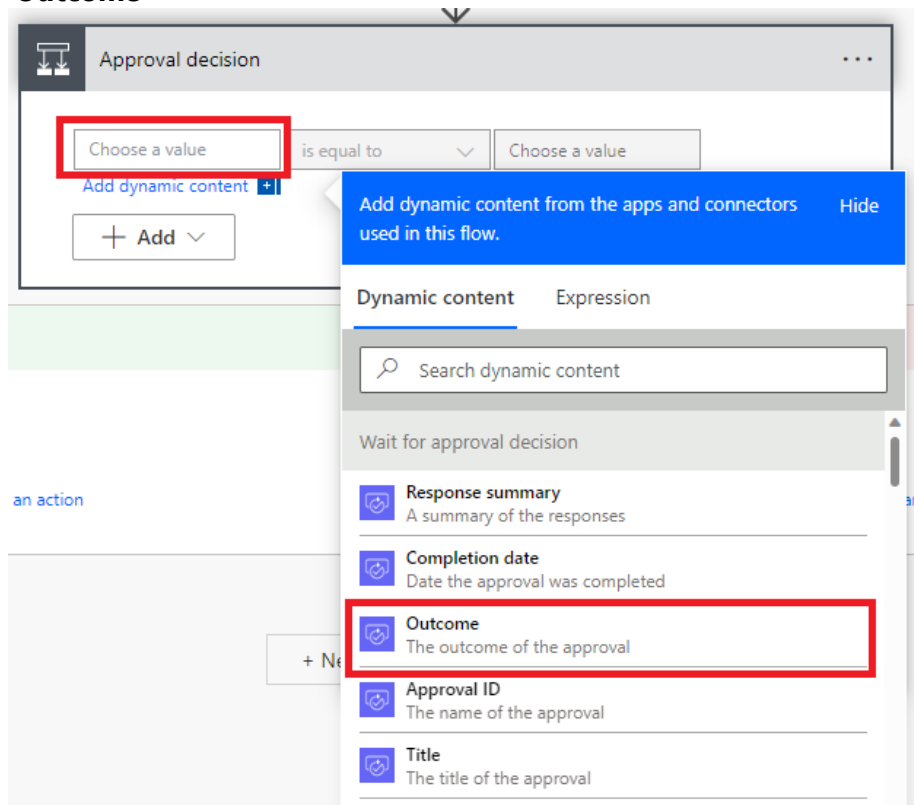 Outcome
Approval decision
Choose a value
is equal to
Choose a value
Add dynamic content
Add
Add dynamic content from the apps and connectors
used in this flow.
Hide
Dynamic content
Expression
Search dynamic content
Wait for approval decision
Response summary
A summary of the responses
an action
Completion date
Date the approval was completed
Outcome
The outcome of the approval
+ Ne
Approval ID
The name of the approval
Title
The title of the approval